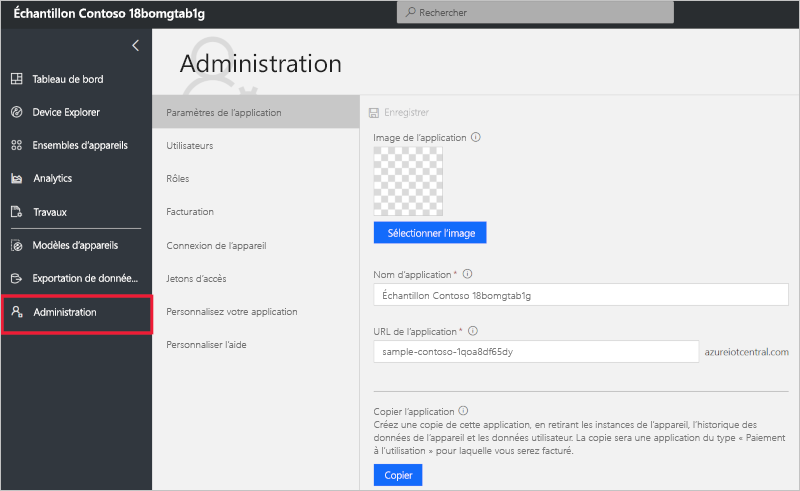 Échantillon Contoso 18bomgtab1g
Rechercher
Tableau de bord
Device Explorer
Ensembles d'appareils
Analytics
Travaux
Modèles d'appareils
Exportation de donnée...
Administration
Administration
Paramètres de l'application
Utilisateurs
Rôles
Facturation
Connexion de l'appareil
Jetons d'accès
Personnalisez votre application
Personnaliser l'aide
Enregistrer
Image de l'application
Sélectionner l'image
Nom d'application *
Échantillon Contoso 18bomgtab1g
URL de l'application *
sample-contoso-1qoa8df65dy
azureiotcentral.com
Copier l'application
Créez une copie de cette application, en retirant les instances de l'appareil, l'historique des
données de l'appareil et les données utilisateur. La copie sera une application du type « Paiement
à l'utilisation » pour laquelle vous serez facturé.
Copier